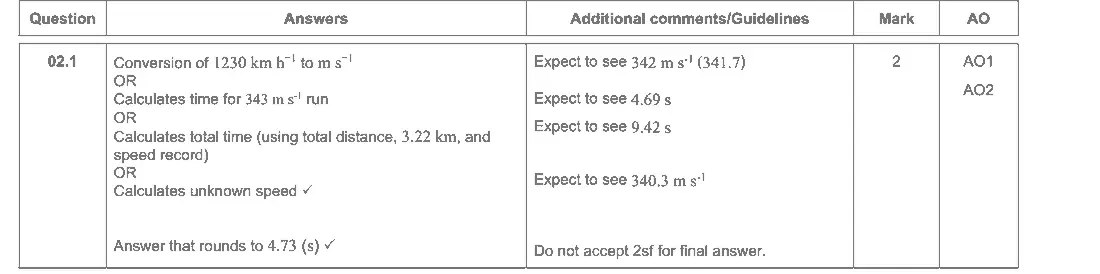 Question Answers Additional comments/Guidelines Mark AO
02.1 Conversion of 1230 km h⁻¹ to m s⁻¹ Expect to see 342 m s⁻¹ (341.7) 2 AO1
OR
AO2
Calculates time for 343 m s⁻¹ run Expect to see 4.69 s
OR
Calculates total time (using total distance, 3.22 km, and Expect to see 9.42 s
speed record)
OR
Calculates unknown speed ✓ Expect to see 340.3 m s⁻¹
Answer that rounds to 4.73 (s) ✓ Do not accept 2sf for final answer.